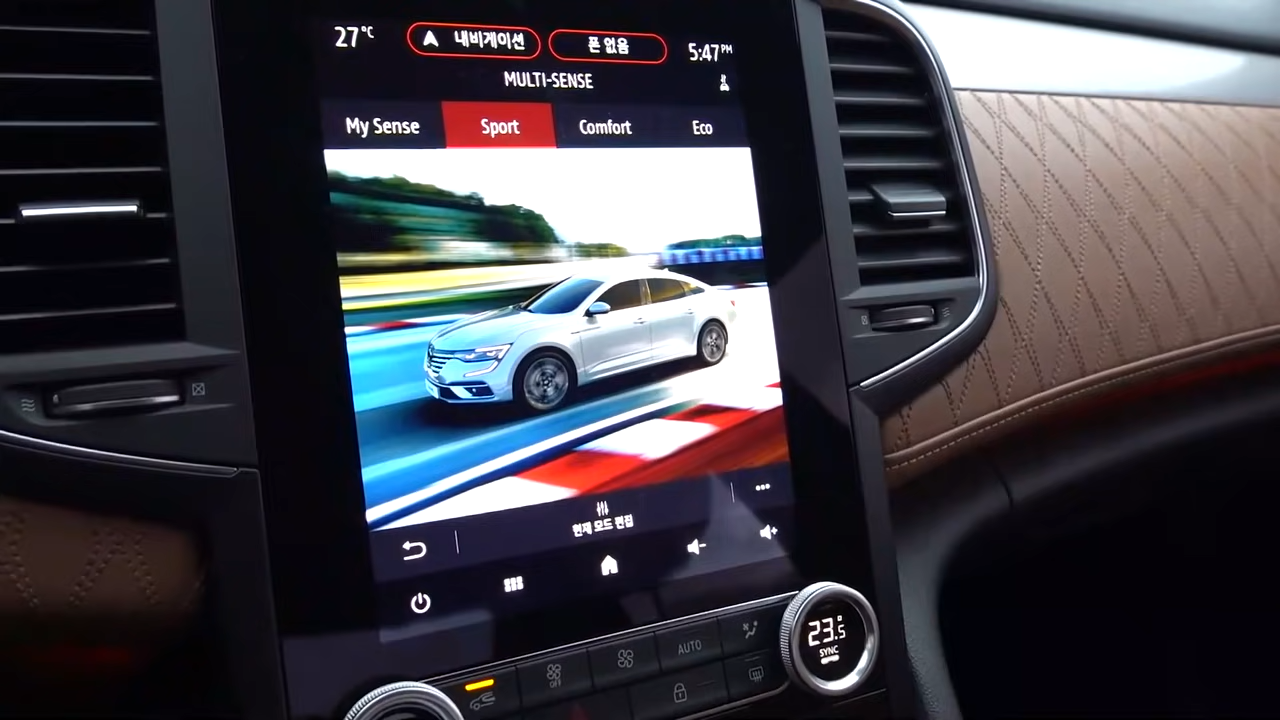 27°C
내비게이션
폰 없음
5:47PM
MULTI-SENSE
My Sense
Sport
Comfort
Eco
현재 모드 편집
OFF
AUTO
23.5°
SYNC